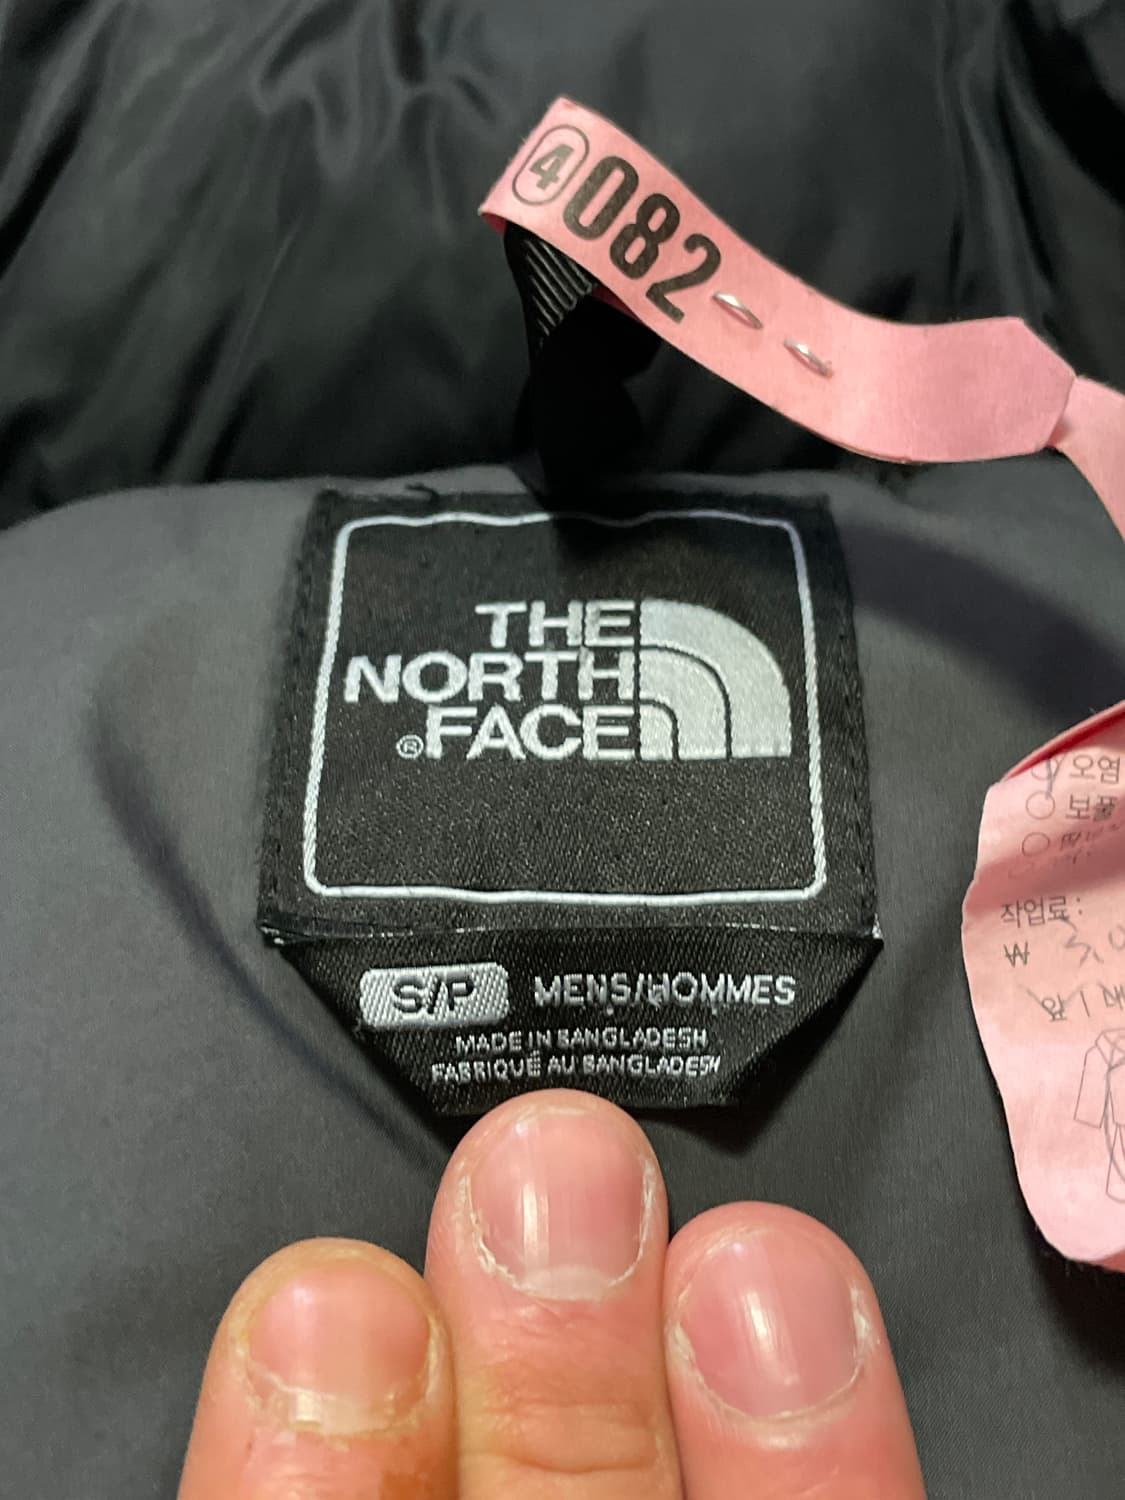 ④082
THE
NORTH
®FACE
S/P MENS/HOMMES
MADE IN BANGLADESH
FABRIQUÉ AU BANGLADESH
오염
보풀
작업료:
₩
앞